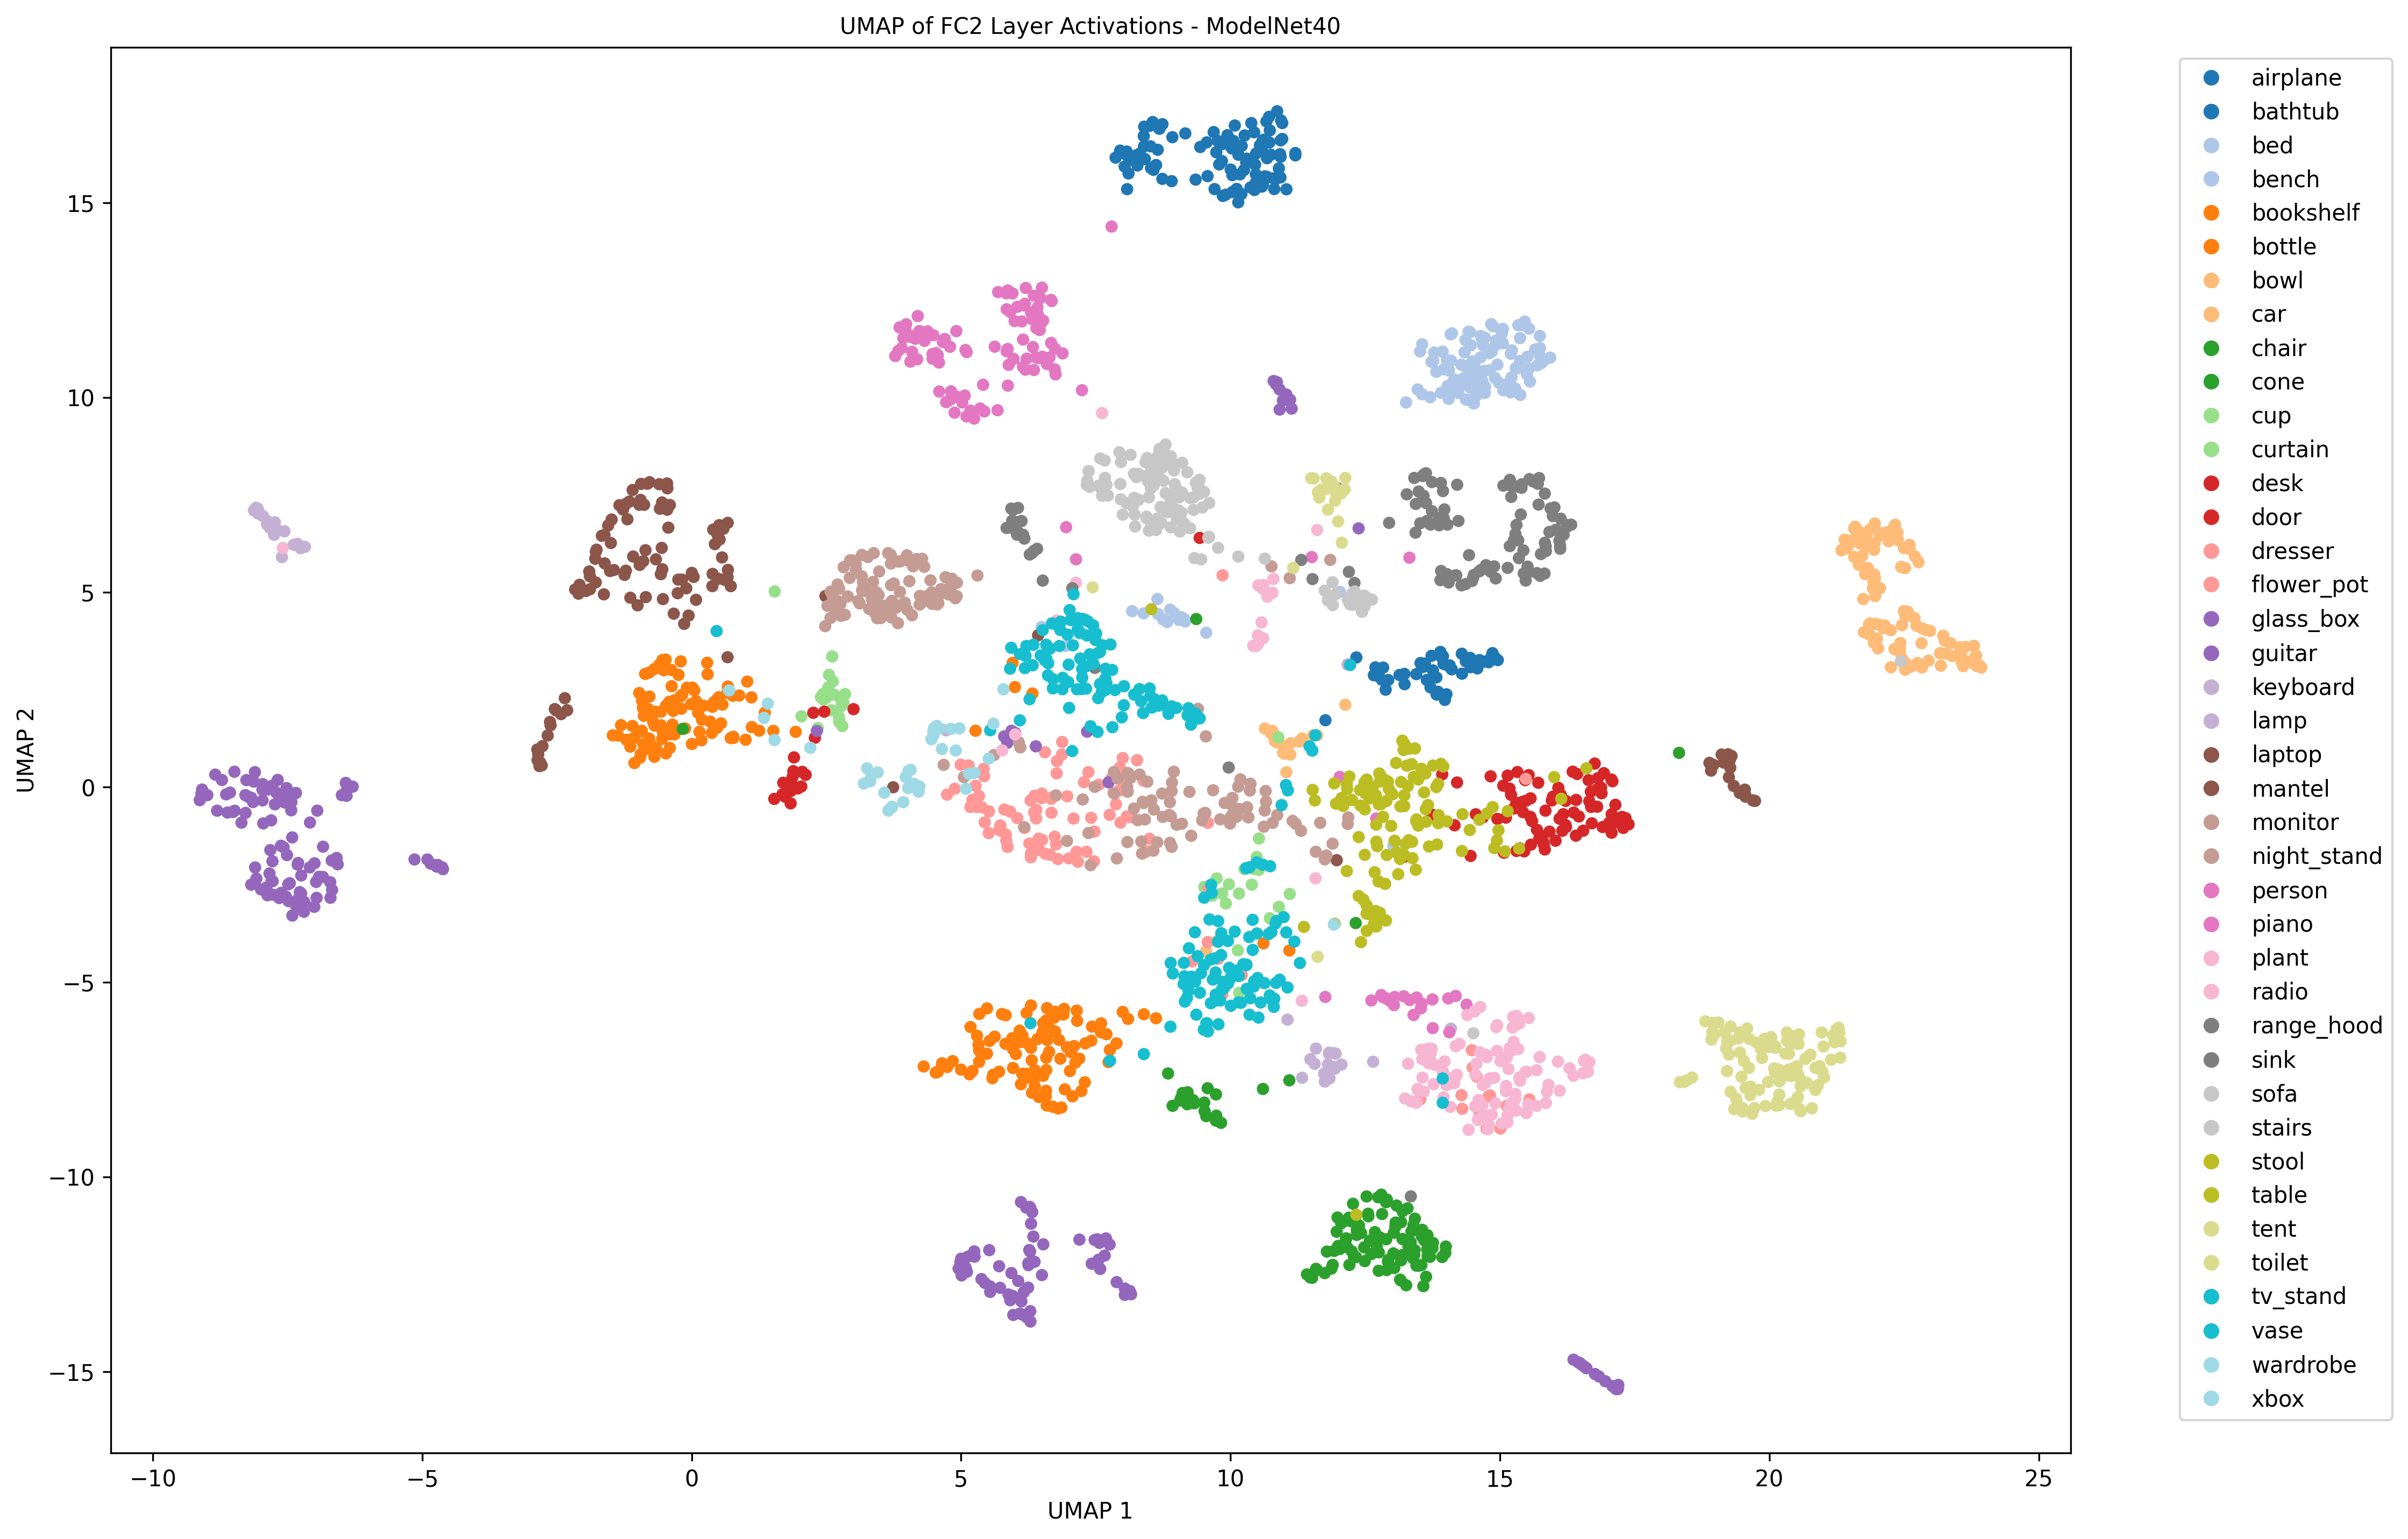 UMAP of FC2 Layer Activations - ModelNet40
UMAP 2
15
10
5
0
−5
−10
−15
−10
−5
0
5
10
15
20
25
UMAP 1
airplane
bathtub
bed
bench
bookshelf
bottle
bowl
car
chair
cone
cup
curtain
desk
door
dresser
flower_pot
glass_box
guitar
keyboard
lamp
laptop
mantel
monitor
night_stand
person
piano
plant
radio
range_hood
sink
sofa
stairs
stool
table
tent
toilet
tv_stand
vase
wardrobe
xbox